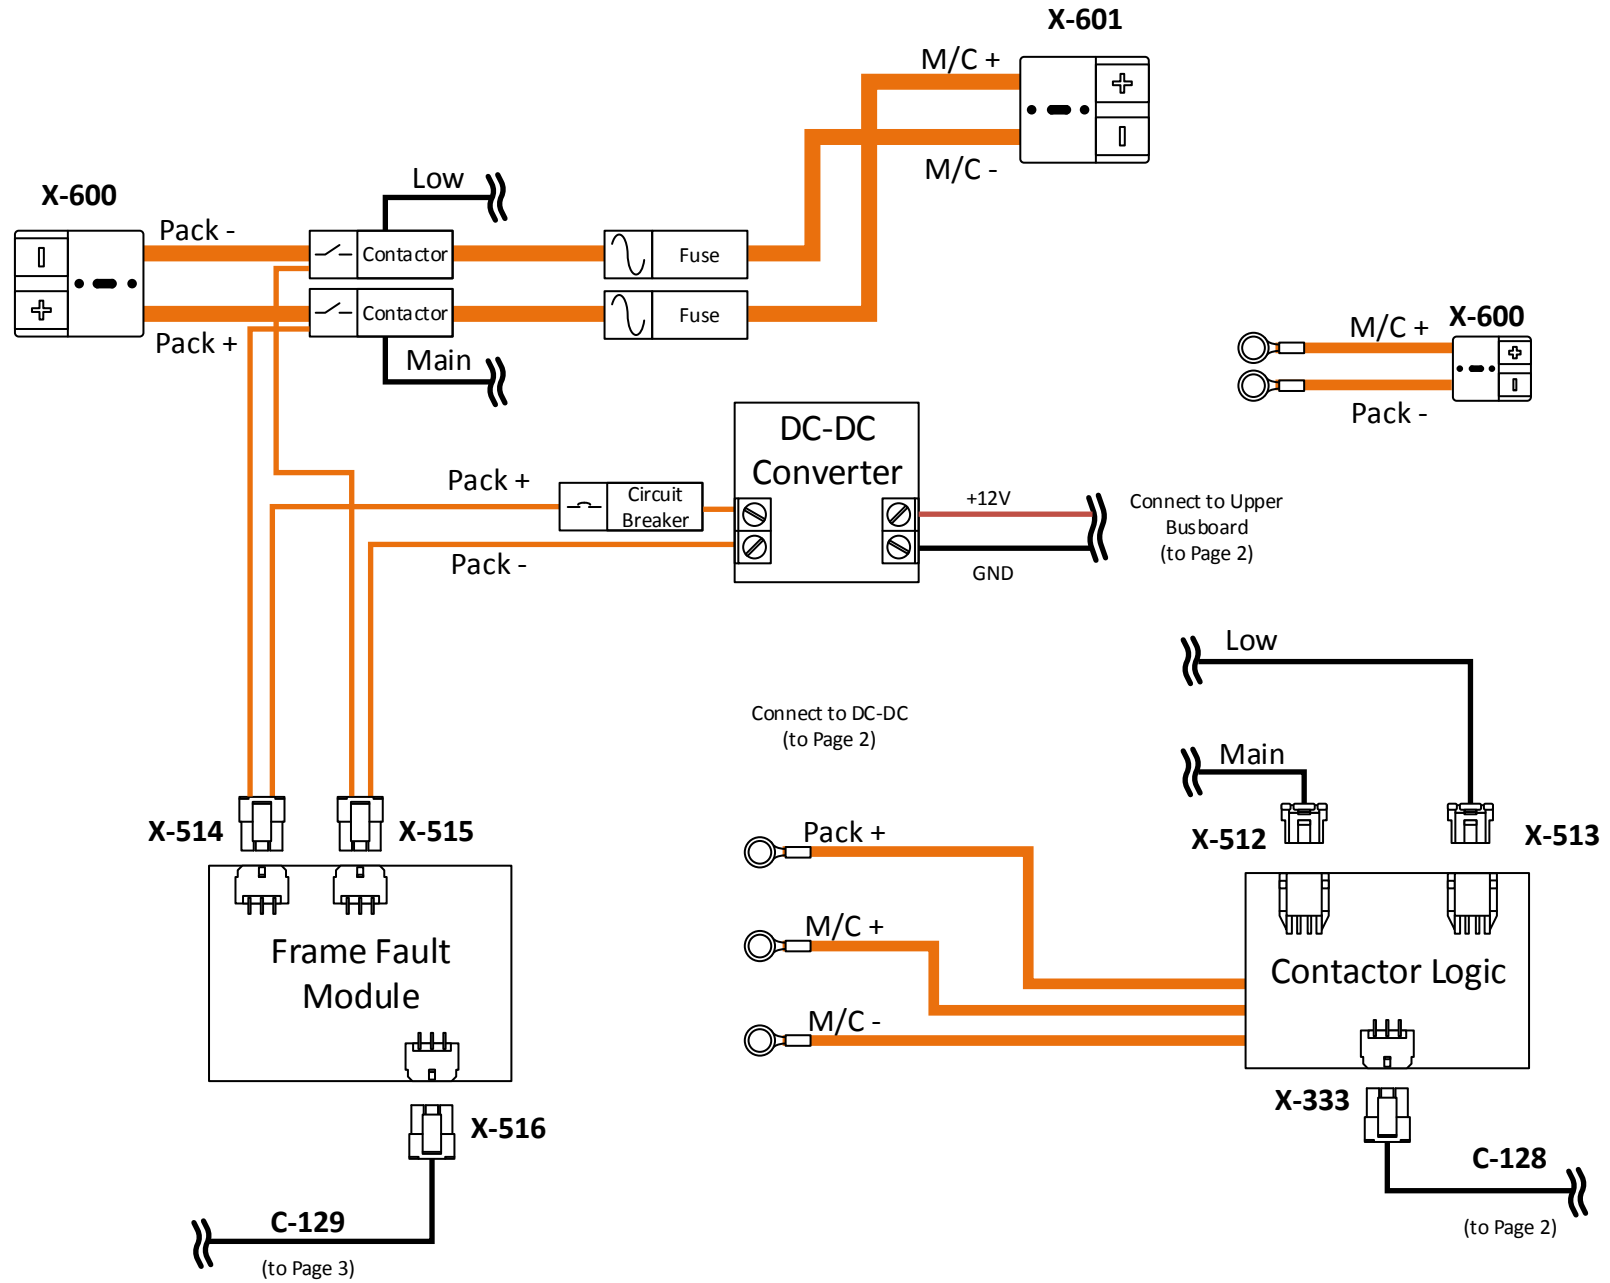 X-601
M/C +
M/C -
X-600
Low
Pack -
Contactor
Fuse
Contactor
Fuse
Pack +
Main
M/C +
X-600
Pack -
DC-DC
Converter
Pack +
Circuit
Breaker
Pack -
+12V
GND
Connect to Upper
Busboard
(to Page 2)
Low
Connect to DC-DC
(to Page 2)
Main
X-514
X-515
Pack +
X-512
X-513
M/C +
Frame Fault
Module
Contactor Logic
M/C -
X-333
X-516
C-128
C-129
(to Page 2)
(to Page 3)